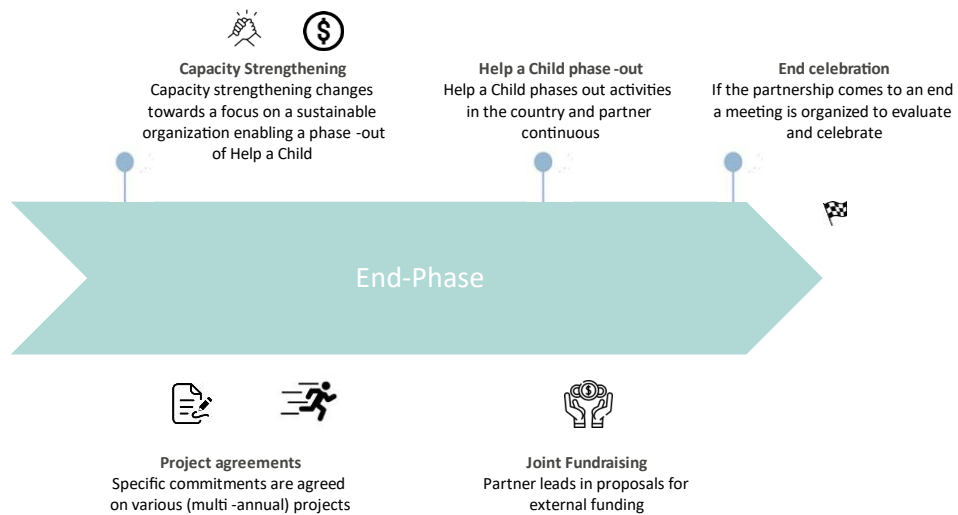 Capacity Strengthening
Capacity strengthening changes
towards a focus on a sustainable
organization enabling a phase -out
of Help a Child
Help a Child phase -out
Help a Child phases out activities
in the country and partner
continuous
End celebration
If the partnership comes to an end
a meeting is organized to evaluate
and celebrate
End-Phase
Project agreements
Specific commitments are agreed
on various (multi -annual) projects
Joint Fundraising
Partner leads in proposals for
external funding